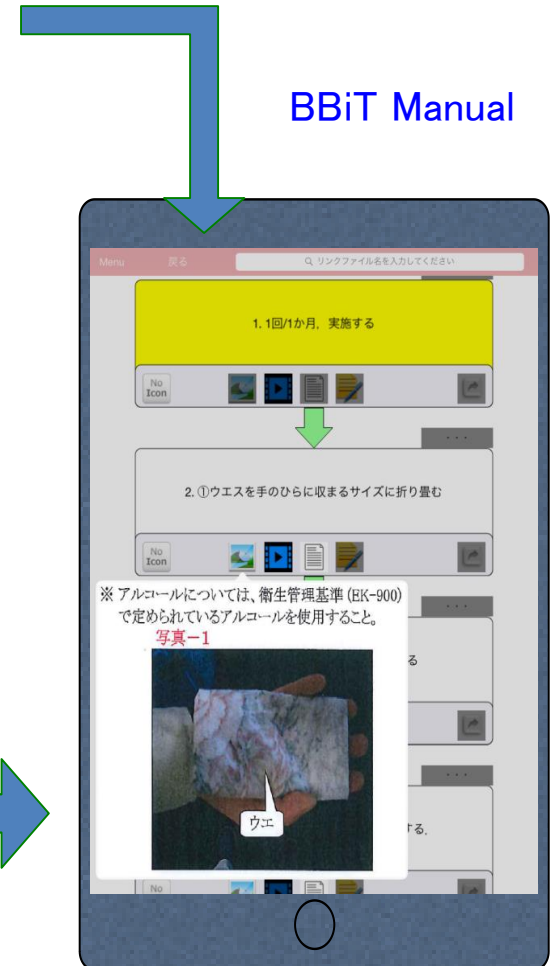 BBiT Manual
Menu 戻る リンクファイル名を入力してください
1. 1回/1か月，実施する
No
Icon
...
2. ①ウエスを手のひらに収まるサイズに折り畳む
No
Icon
※ アルコールについては、衛生管理基準(EK-900)
で定められているアルコールを使用すること。
...
写真－1
る
...
ウエ
する，
No